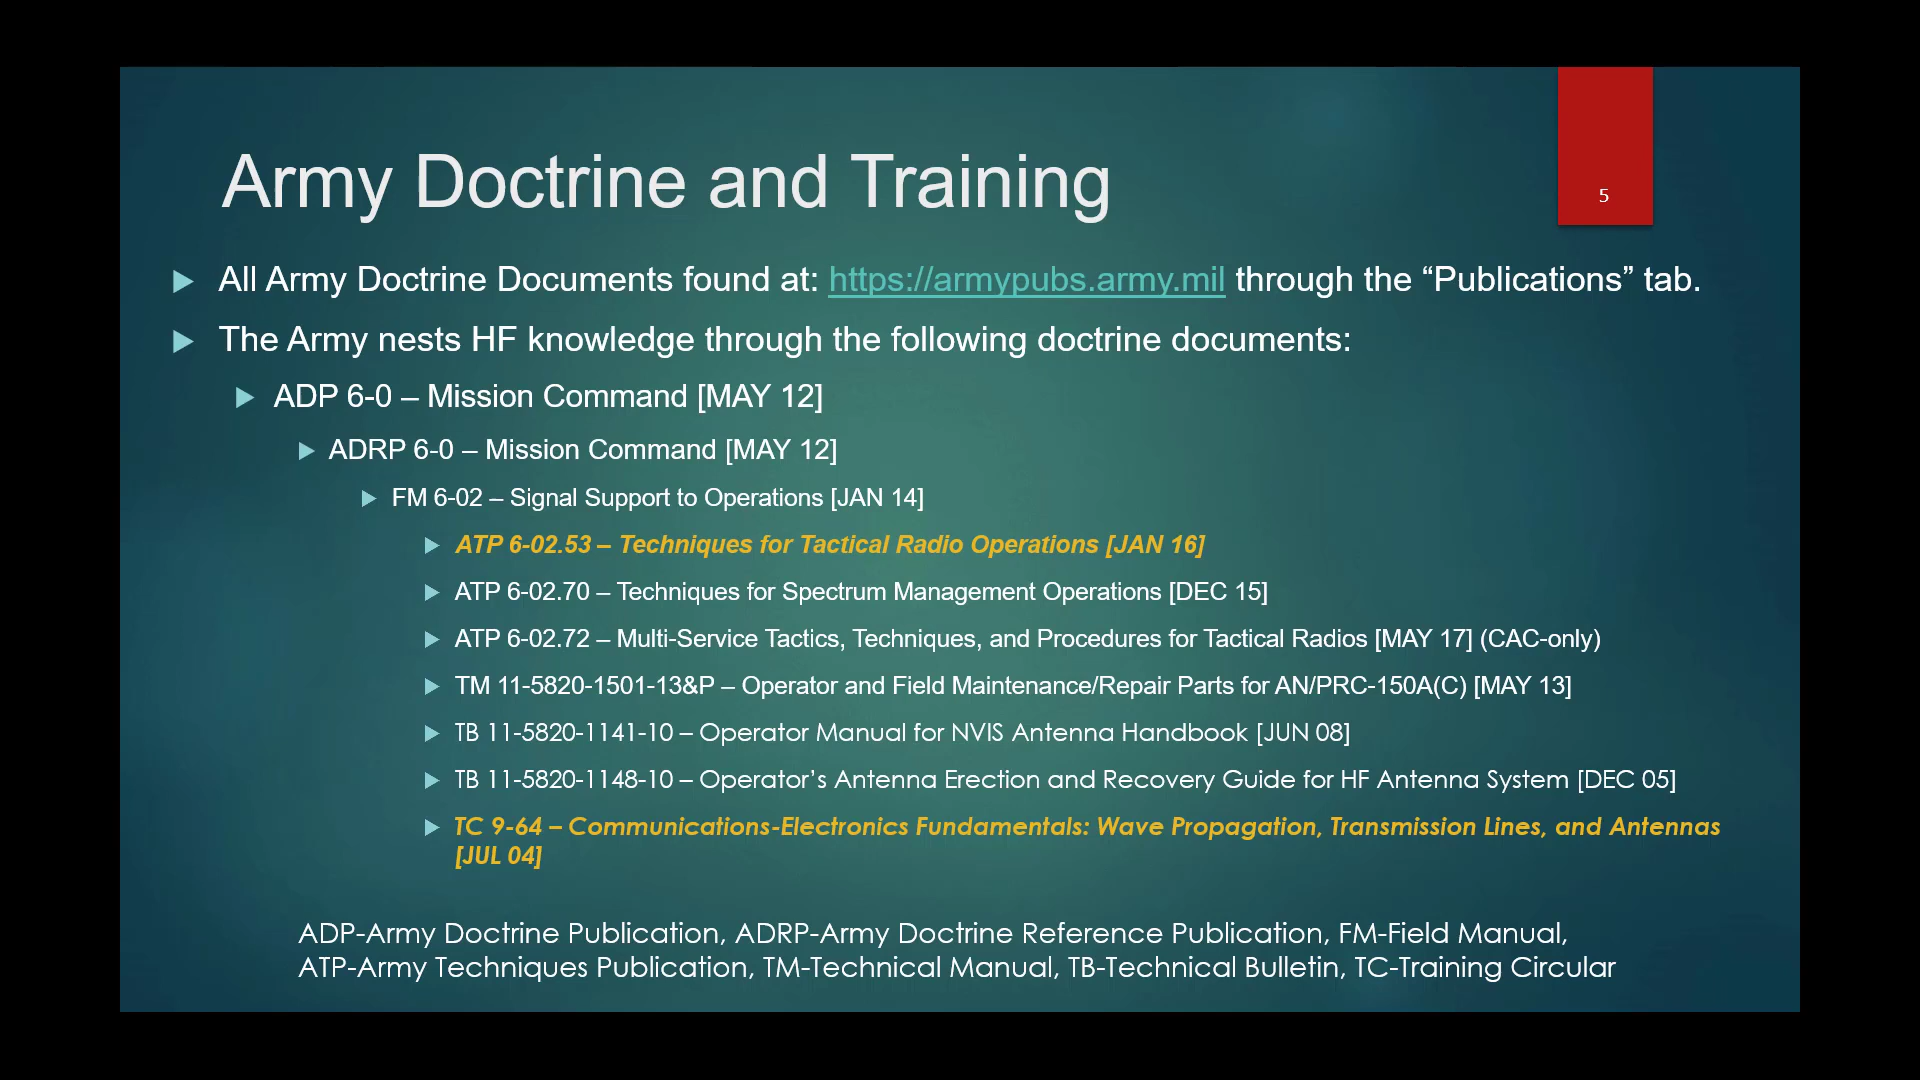 Army Doctrine and Training
5
All Army Doctrine Documents found at: https://armypubs.army.mil through the “Publications” tab.
The Army nests HF knowledge through the following doctrine documents:
ADP 6-0 – Mission Command [MAY 12]
ADRP 6-0 – Mission Command [MAY 12]
FM 6-02 – Signal Support to Operations [JAN 14]
ATP 6-02.53 – Techniques for Tactical Radio Operations [JAN 16]
ATP 6-02.70 – Techniques for Spectrum Management Operations [DEC 15]
ATP 6-02.72 – Multi-Service Tactics, Techniques, and Procedures for Tactical Radios [MAY 17] (CAC-only)
TM 11-5820-1501-13&P – Operator and Field Maintenance/Repair Parts for AN/PRC-150A(C) [MAY 13]
TB 11-5820-1141-10 – Operator Manual for NVIS Antenna Handbook [JUN 08]
TB 11-5820-1148-10 – Operator’s Antenna Erection and Recovery Guide for HF Antenna System [DEC 05]
TC 9-64 – Communications-Electronics Fundamentals: Wave Propagation, Transmission Lines, and Antennas
[JUL 04]
ADP-Army Doctrine Publication, ADRP-Army Doctrine Reference Publication, FM-Field Manual,
ATP-Army Techniques Publication, TM-Technical Manual, TB-Technical Bulletin, TC-Training Circular